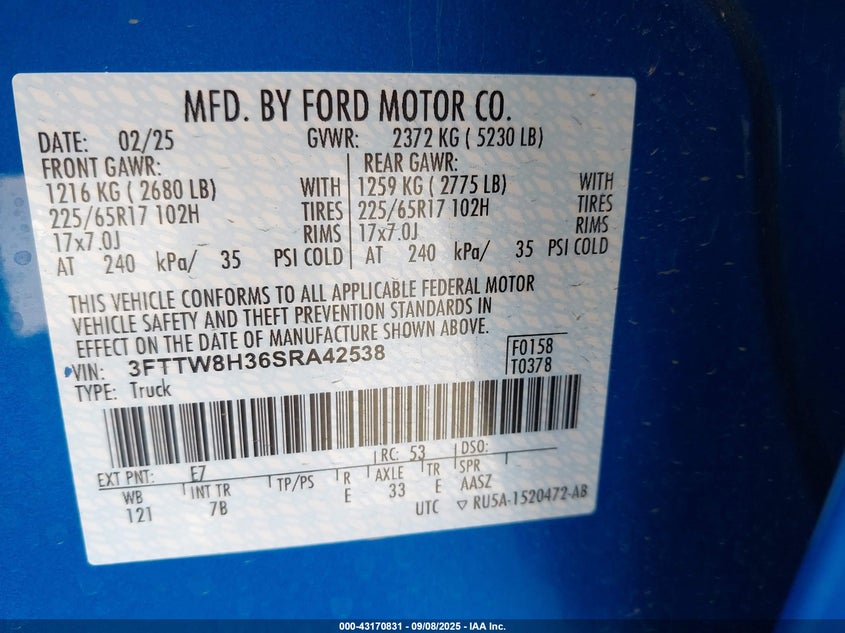 MFD. BY FORD MOTOR CO.
DATE: 02/25 GVWR: 2372 KG ( 5230 LB)
FRONT GAWR: REAR GAWR:
1216 KG ( 2680 LB) WITH 1259 KG ( 2775 LB) WITH
225/65R17 102H TIRES 225/65R17 102H TIRES
17x7.0J RIMS 17x7.0J RIMS
AT 240 kPa/ 35 PSI COLD AT 240 kPa/ 35 PSI COLD
THIS VEHICLE CONFORMS TO ALL APPLICABLE FEDERAL MOTOR
VEHICLE SAFETY AND THEFT PREVENTION STANDARDS IN
EFFECT ON THE DATE OF MANUFACTURE SHOWN ABOVE.
VIN: 3FTTW8H36SRA42538 F0158
TYPE: Truck T0378
EXT PNT: E7 RC: 53 DSO:
WB INT TR TP/PS R AXLE TR SPR
121 7B E 33 E AASZ
UTC ▽ RU5A-1520472-AB
000-43170831 - 09/08/2025 - IAA Inc.